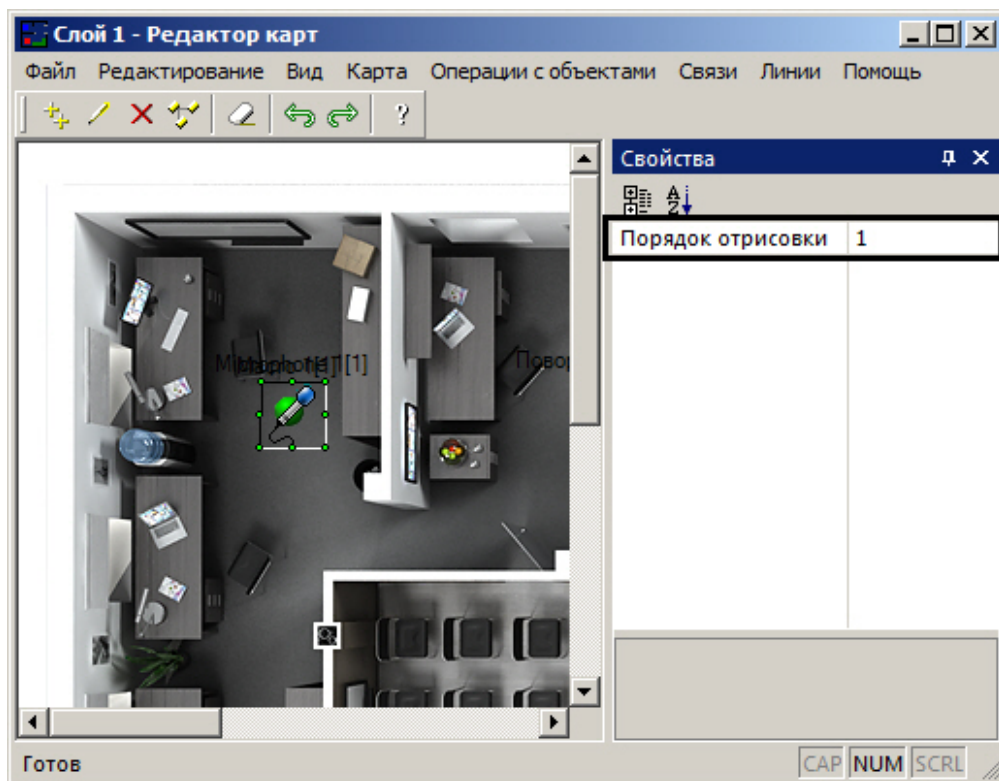 Слой 1 - Редактор карт
Файл Редактирование Вид Карта Операции с объектами Связи Линии Помощь
?
Свойства
A
Z
Порядок отрисовки 1
Повор
Готов
CAP NUM SCRL